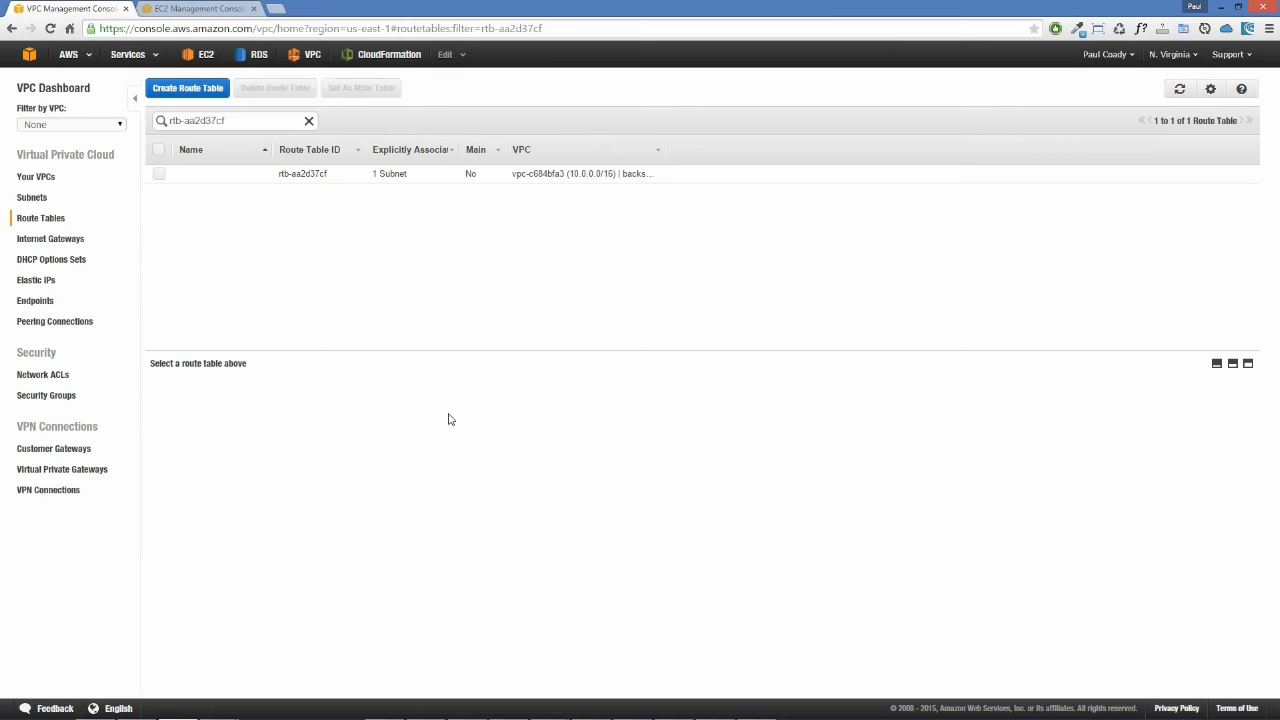 VPC Management Conso
EC2 Management Conso
Paul
https://console.aws.amazon.com/vpc/home?region=us-east-1#routetables:filter=rtb-aa2d37cf
AWS Services EC2 RDS VPC CloudFormation Edit Paul Coady N. Virginia Support
VPC Dashboard
Filter by VPC:
None
Virtual Private Cloud
Your VPCs
Subnets
Route Tables
Internet Gateways
DHCP Options Sets
Elastic IPs
Endpoints
Peering Connections
Security
Network ACLs
Security Groups
VPN Connections
Customer Gateways
Virtual Private Gateways
VPN Connections
Create Route Table Delete Route Table Set As Main Table
rtb-aa2d37cf
1 to 1 of 1 Route Table
Name Route Table ID Explicitly Associat Main VPC
rtb-aa2d37cf 1 Subnet No vpc-c684bfa3 (10.0.0.0/16) | backs...
Select a route table above
Feedback English © 2008 - 2015, Amazon Web Services, Inc. or its affiliates. All rights reserved. Privacy Policy Terms of Use